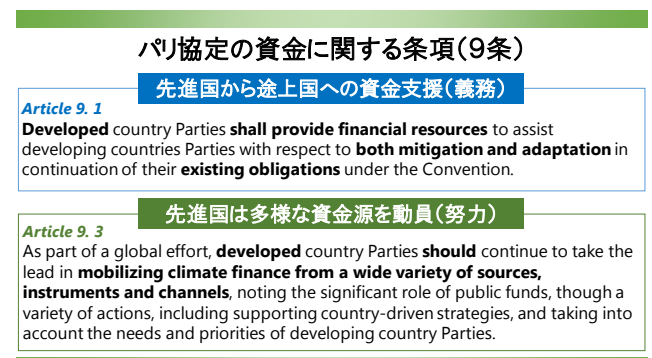 パリ協定の資金に関する条項(9条)
先進国から途上国への資金支援(義務)
Article 9. 1
Developed country Parties shall provide financial resources to assist
developing countries Parties with respect to both mitigation and adaptation in
continuation of their existing obligations under the Convention.
先進国は多様な資金源を動員(努力)
Article 9. 3
As part of a global effort, developed country Parties should continue to take the
lead in mobilizing climate finance from a wide variety of sources,
instruments and channels, noting the significant role of public funds, though a
variety of actions, including supporting country-driven strategies, and taking into
account the needs and priorities of developing country Parties.